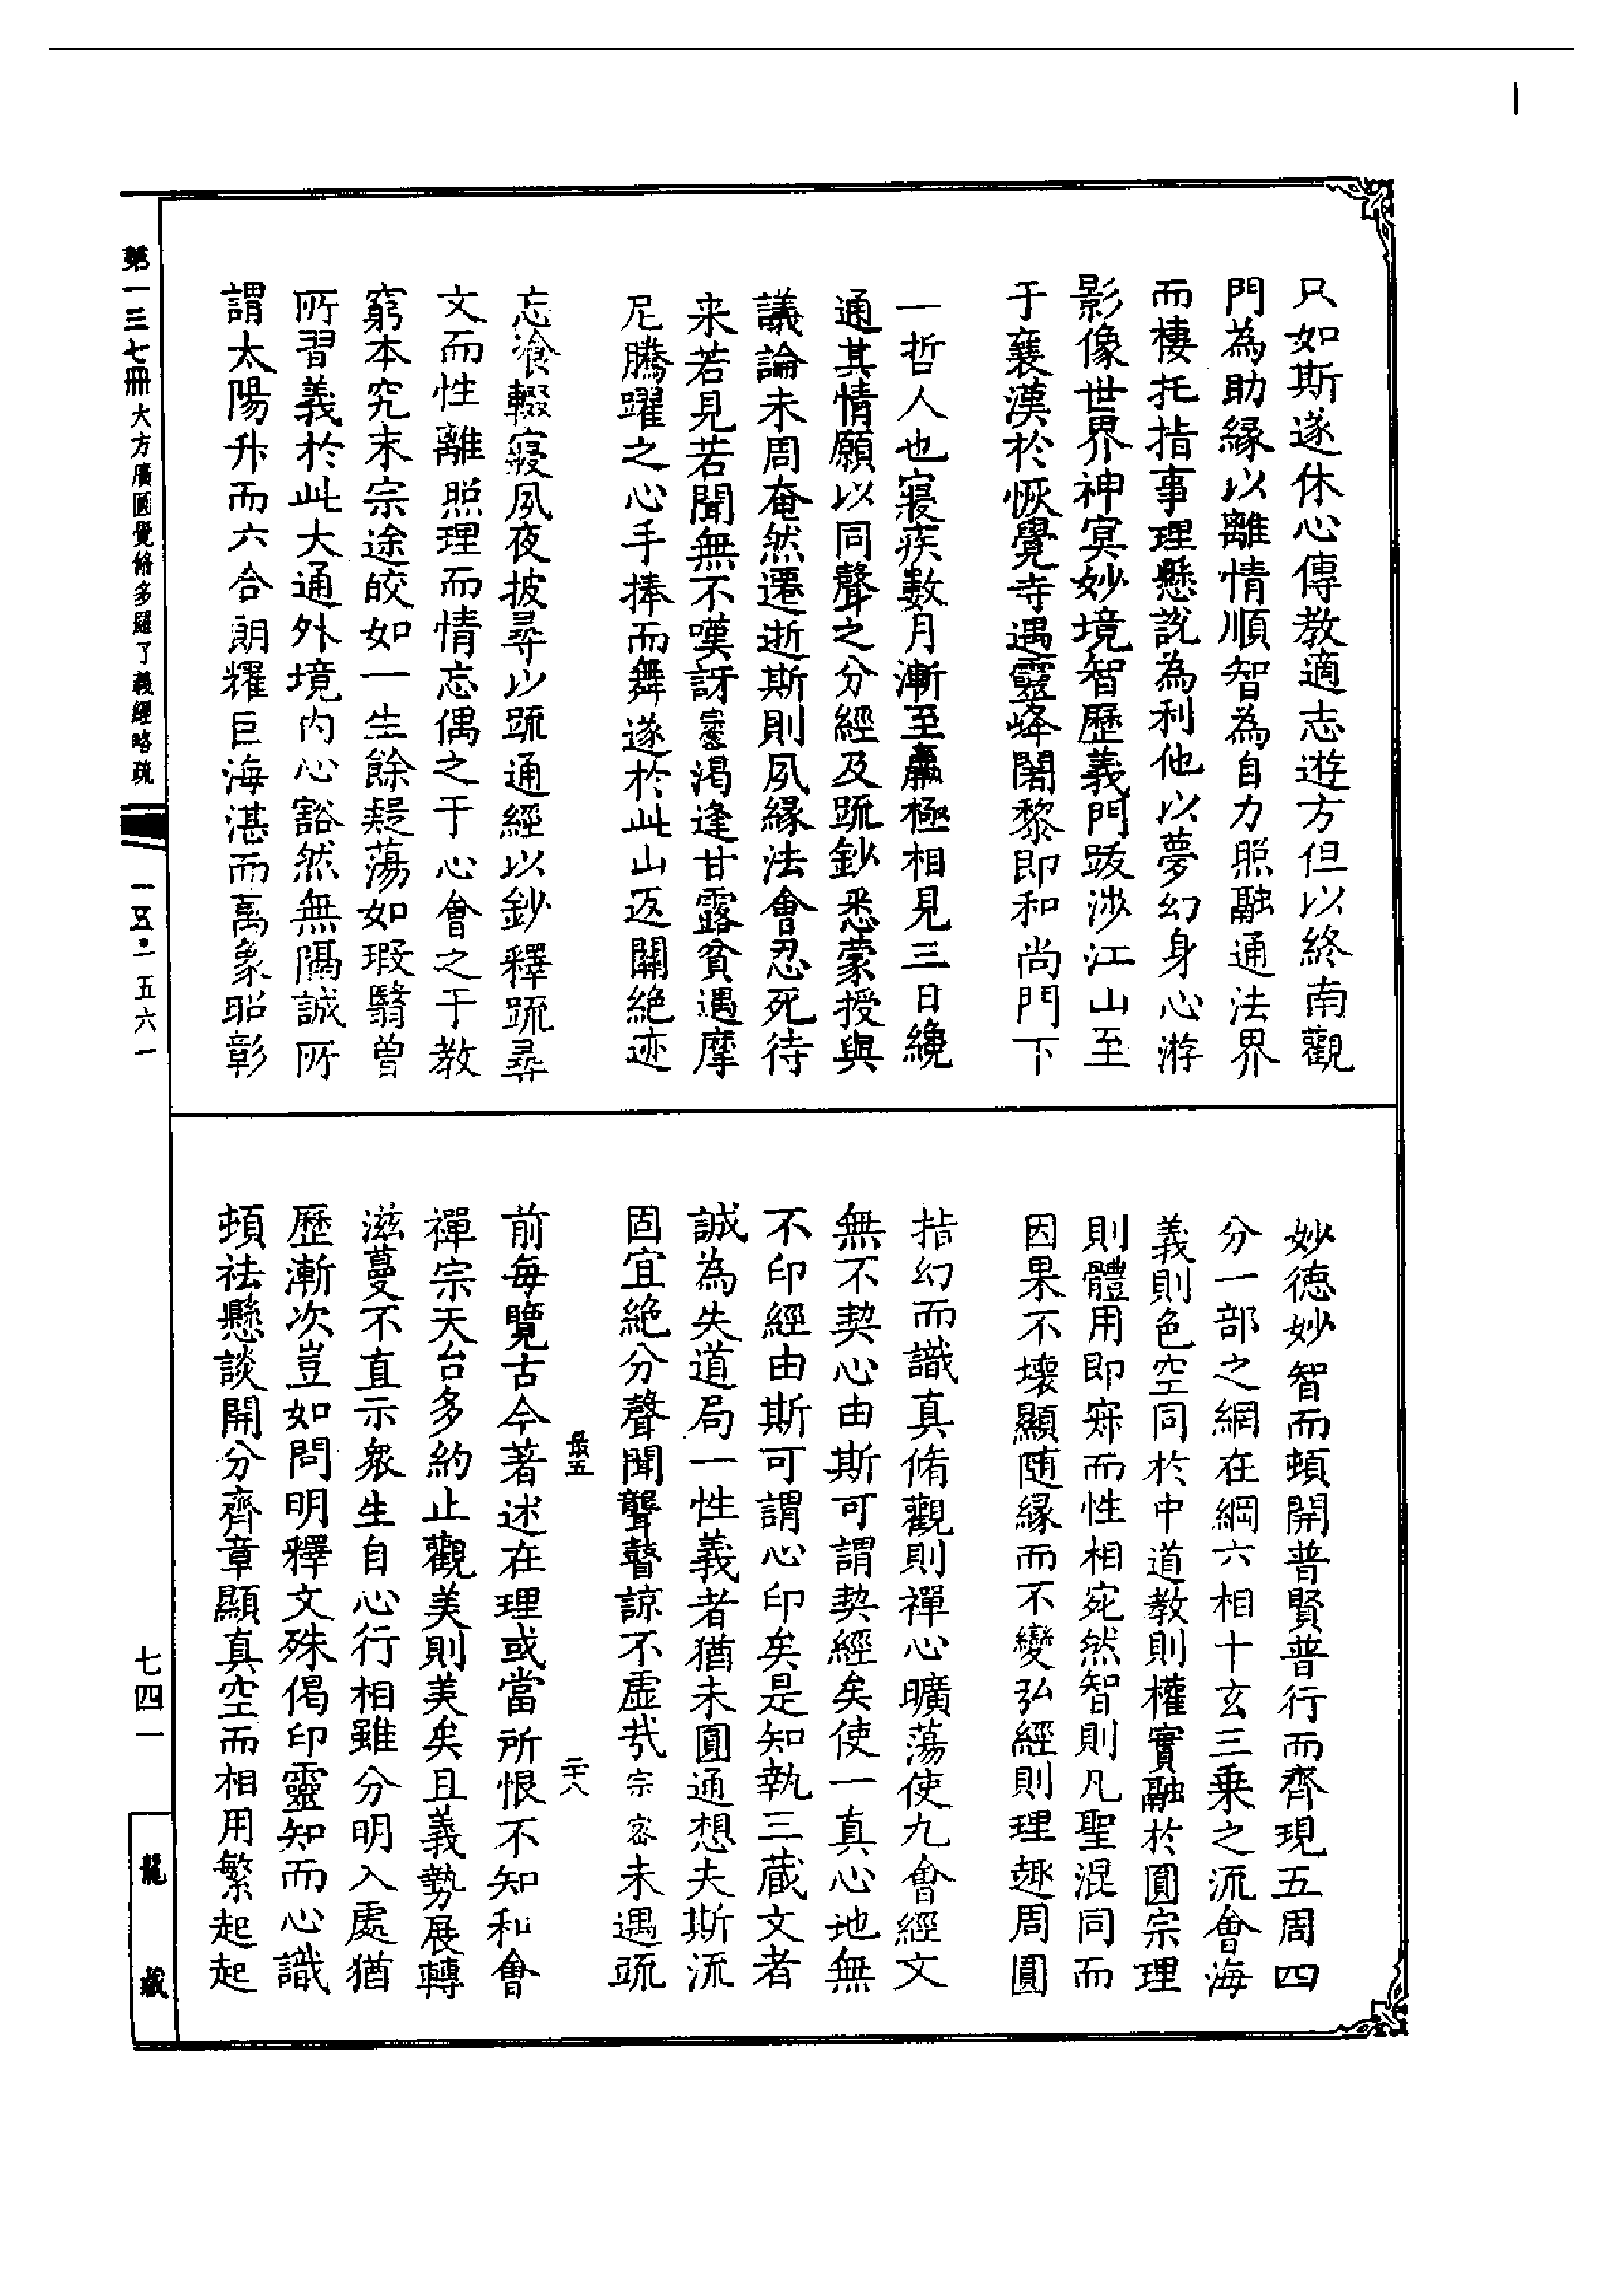 只如斯遂休心傳教適志遊方但以終南觀
門為助緣以離情順智為自力照融通法界
而棲托指事理懸說為利他以夢幻身心游
影像世界神冥妙境智歷義門跋涉江山至
于襄漢於恢覺寺遇靈峰闍黎即和尚門下
一哲人也寢疾數月漸至羸極相見三日纔
通其情願以同聲之分經及䟽鈔悉蒙授與
議論未周奄然遷逝斯則夙緣法會忍死待
来若見若聞無不嘆訝宗密渴逢甘露貧遇摩
尼騰躍之心手捧而舞遂於此山返關絕迹
忘飡輟寢夙夜披尋以䟽通經以鈔釋䟽尋
文而性離照理而情忘偶之于心會之于教
窮本究末宗途皎如一生餘疑蕩如瑕翳曾
所習義於此大通外境內心豁然無隔誠所
謂太陽升而六合朗耀巨海湛而萬象昭彰
妙德妙智而頓開普賢普行而齊現五周四
分一部之網在綱六相十玄三乗之流會海
義則色空同於中道教則權實融於圓宗理
則體用即寂而性相宛然智則凡聖混同而
因果不壞顯随緣而不變弘經則理趣周圓
指幻而識真脩觀則禪心曠蕩使九會經文
無不契心由斯可謂契經矣使一真心地無
不印經由斯可謂心印矣是知執三藏文者
誠為失道局一性義者猶未圓通想夫斯流
固宜絕分聲聞聾瞽諒不虛哉宗密未遇䟽
最五
二十八
前每覽古今著述在理或當所恨不知和會
禪宗天台多約止觀美則美矣且義勢展轉
滋蔓不直示衆生自心行相雖分明入處猶
歷漸次豈如問明釋文殊偈印靈知而心識
頓祛懸談開分齊章顯真空而相用繁起起
第一三七冊 大方廣圓覺脩多羅了義經略疏
一五二·五六一
七四一
龍藏